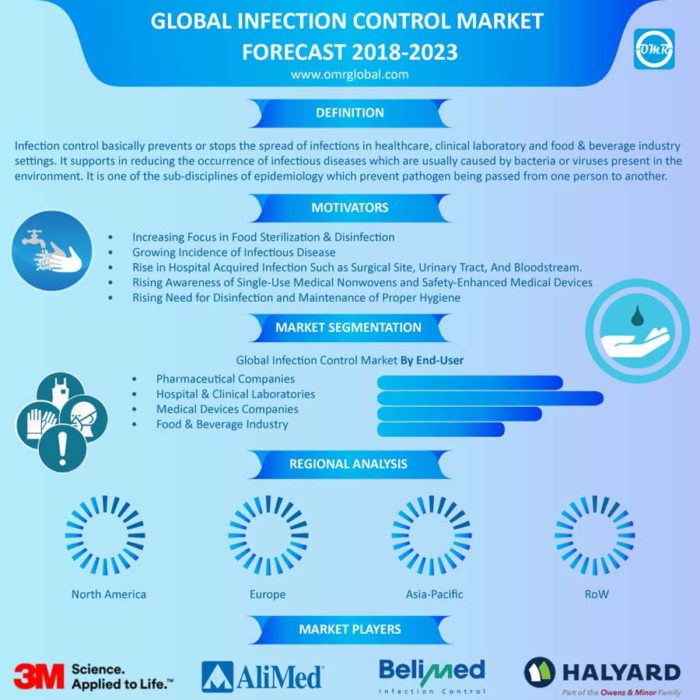 GLOBAL INFECTION CONTROL MARKET
FORECAST 2018-2023
www.omrglobal.com
OMR
DEFINITION
Infection control basically prevents or stops the spread of infections in healthcare, clinical laboratory and food & beverage industry
settings. It supports in reducing the occurrence of infectious diseases which are usually caused by bacteria or viruses present in the
environment. It is one of the sub-disciplines of epidemiology which prevent pathogen being passed from one person to another.
MOTIVATORS
• Increasing Focus in Food Sterilization & Disinfection
• Growing Incidence of Infectious Disease
• Rise in Hospital Acquired Infection Such as Surgical Site, Urinary Tract, And Bloodstream.
• Rising Awareness of Single-Use Medical Nonwovens and Safety-Enhanced Medical Devices
• Rising Need for Disinfection and Maintenance of Proper Hygiene
MARKET SEGMENTATION
Global Infection Control Market By End-User
• Pharmaceutical Companies
• Hospital & Clinical Laboratories
• Medical Devices Companies
• Food & Beverage Industry
REGIONAL ANALYSIS
North America
Europe
Asia-Pacific
RoW
MARKET PLAYERS
3M Science.
Applied to Life.™
AliMed®
Belimed
Infection Control
HALYARD
Part of the Owens & Minor Family